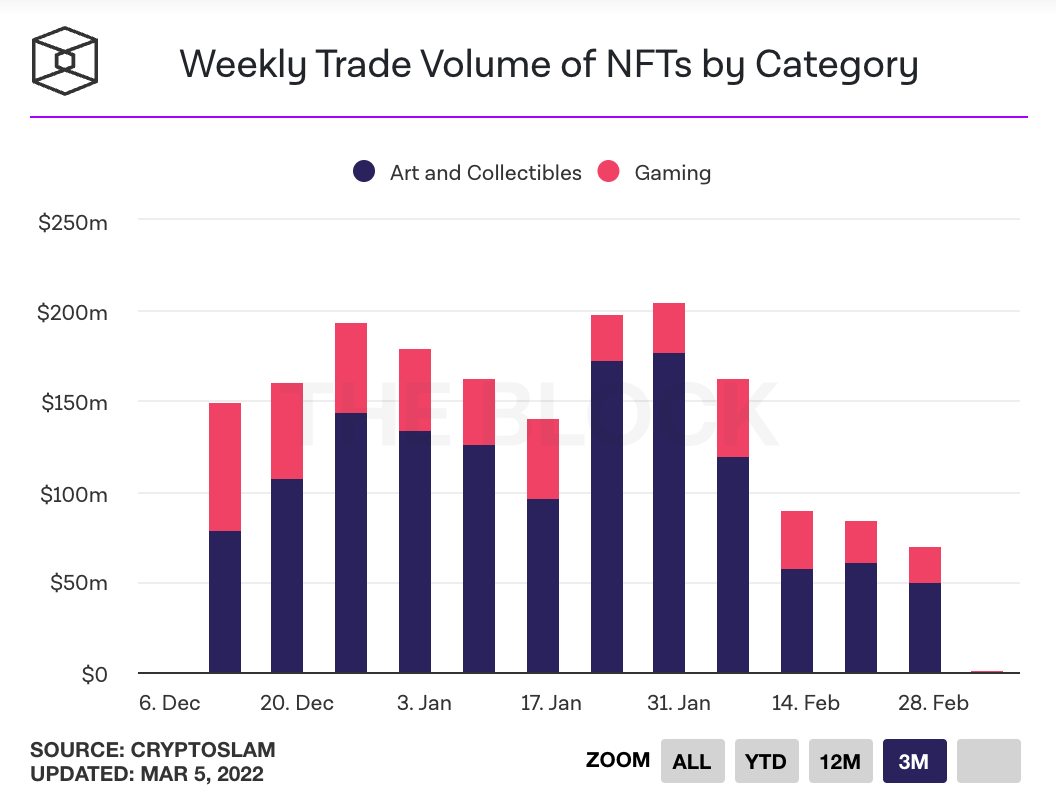 Weekly Trade Volume of NFTs by Category
Art and Collectibles Gaming
$250m
$200m
$150m
$100m
$50m
$0
THE BLOCK
6. Dec 20. Dec 3. Jan 17. Jan 31. Jan 14. Feb 28. Feb
SOURCE: CRYPTOSLAM
UPDATED: MAR 5, 2022
ZOOM ALL YTD 12M 3M